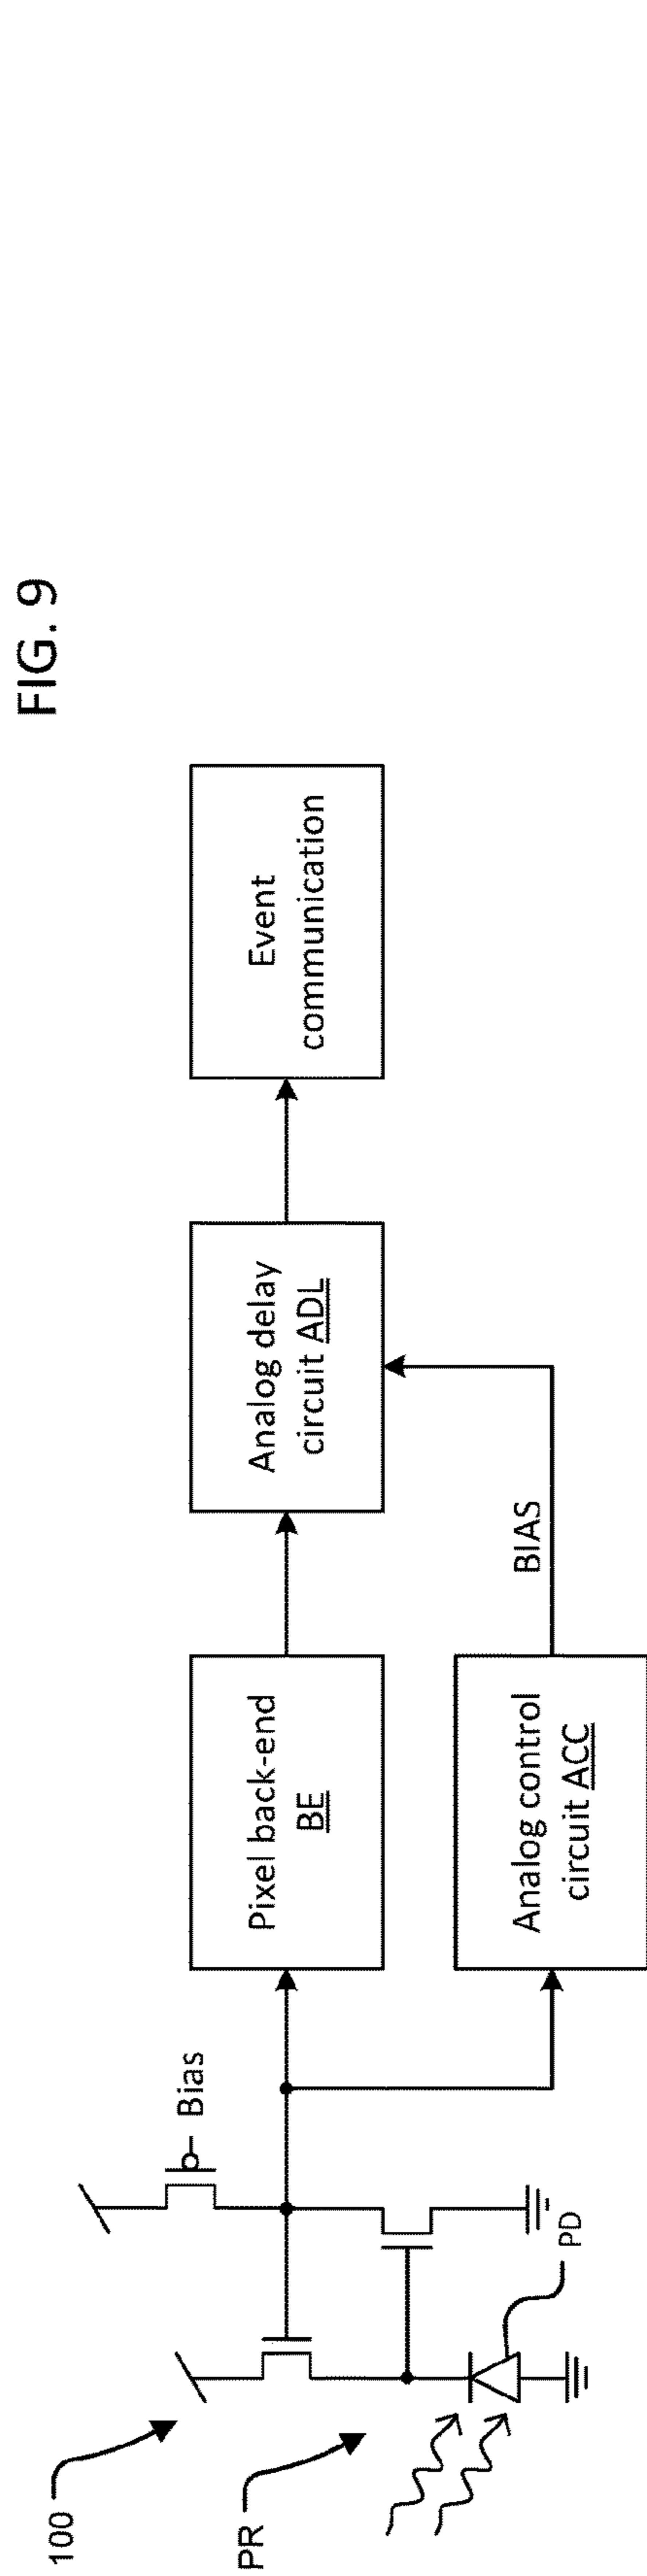 FIG. 9
100
PR
PD
Bias
Pixel back-end
BE
Analog control
circuit ACC
BIAS
Analog delay
circuit ADL
Event
communication